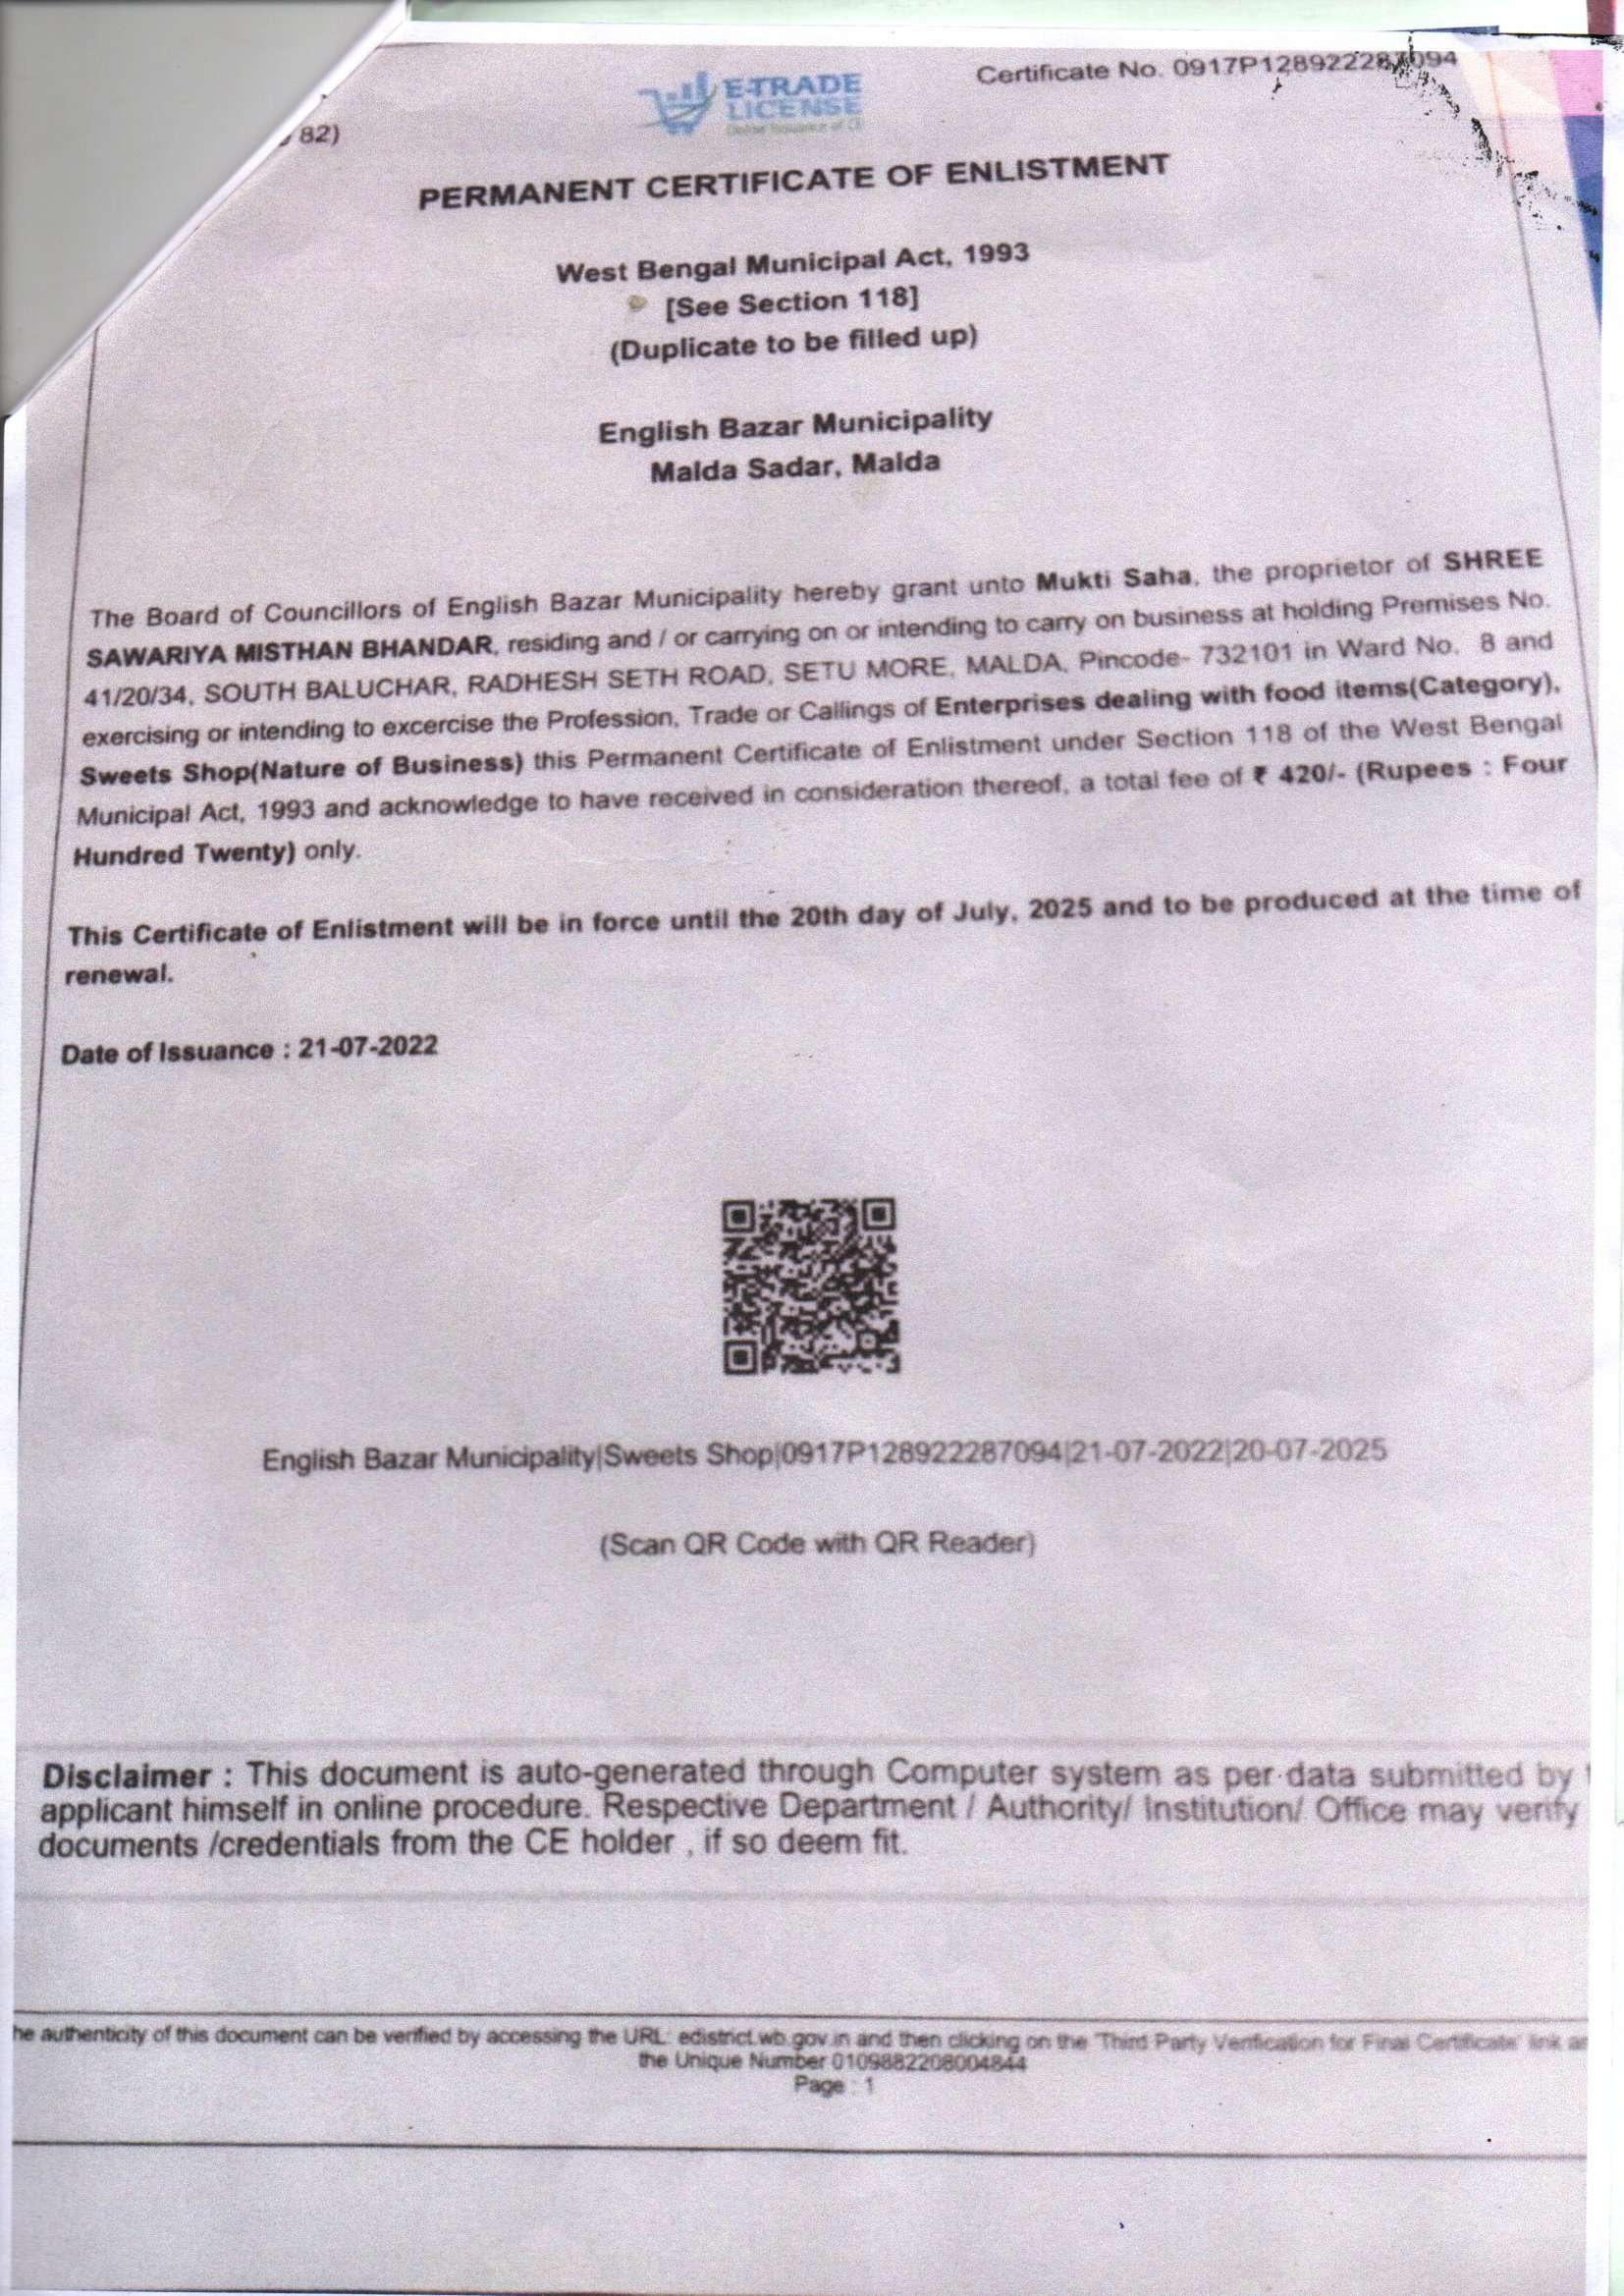 Certificate No. 0917P128922287094
E-TRADE
LICENSE
Online Issuance of CE
82)
PERMANENT CERTIFICATE OF ENLISTMENT
West Bengal Municipal Act, 1993
[See Section 118]
(Duplicate to be filled up)
English Bazar Municipality
Malda Sadar, Malda
The Board of Councillors of English Bazar Municipality hereby grant unto Mukti Saha, the proprietor of SHREE
SAWARIYA MISTHAN BHANDAR, residing and / or carrying on or intending to carry on business at holding Premises No.
41/20/34, SOUTH BALUCHAR, RADHESH SETH ROAD, SETU MORE, MALDA, Pincode- 732101 in Ward No. 8 and
exercising or intending to excercise the Profession, Trade or Callings of Enterprises dealing with food items(Category),
Sweets Shop(Nature of Business) this Permanent Certificate of Enlistment under Section 118 of the West Bengal
Municipal Act, 1993 and acknowledge to have received in consideration thereof, a total fee of ₹ 420/- (Rupees : Four
Hundred Twenty) only.
This Certificate of Enlistment will be in force until the 20th day of July, 2025 and to be produced at the time of
renewal.
Date of Issuance : 21-07-2022
English Bazar Municipality|Sweets Shop|0917P128922287094|21-07-2022|20-07-2025
(Scan QR Code with QR Reader)
Disclaimer : This document is auto-generated through Computer system as per data submitted by
applicant himself in online procedure. Respective Department / Authority/ Institution/ Office may verify
documents /credentials from the CE holder , if so deem fit.
he authenticity of this document can be verified by accessing the URL: edistrict.wb.gov.in and then clicking on the 'Third Party Verification for Final Certificate' link
the Unique Number 0109882208004844
Page : 1